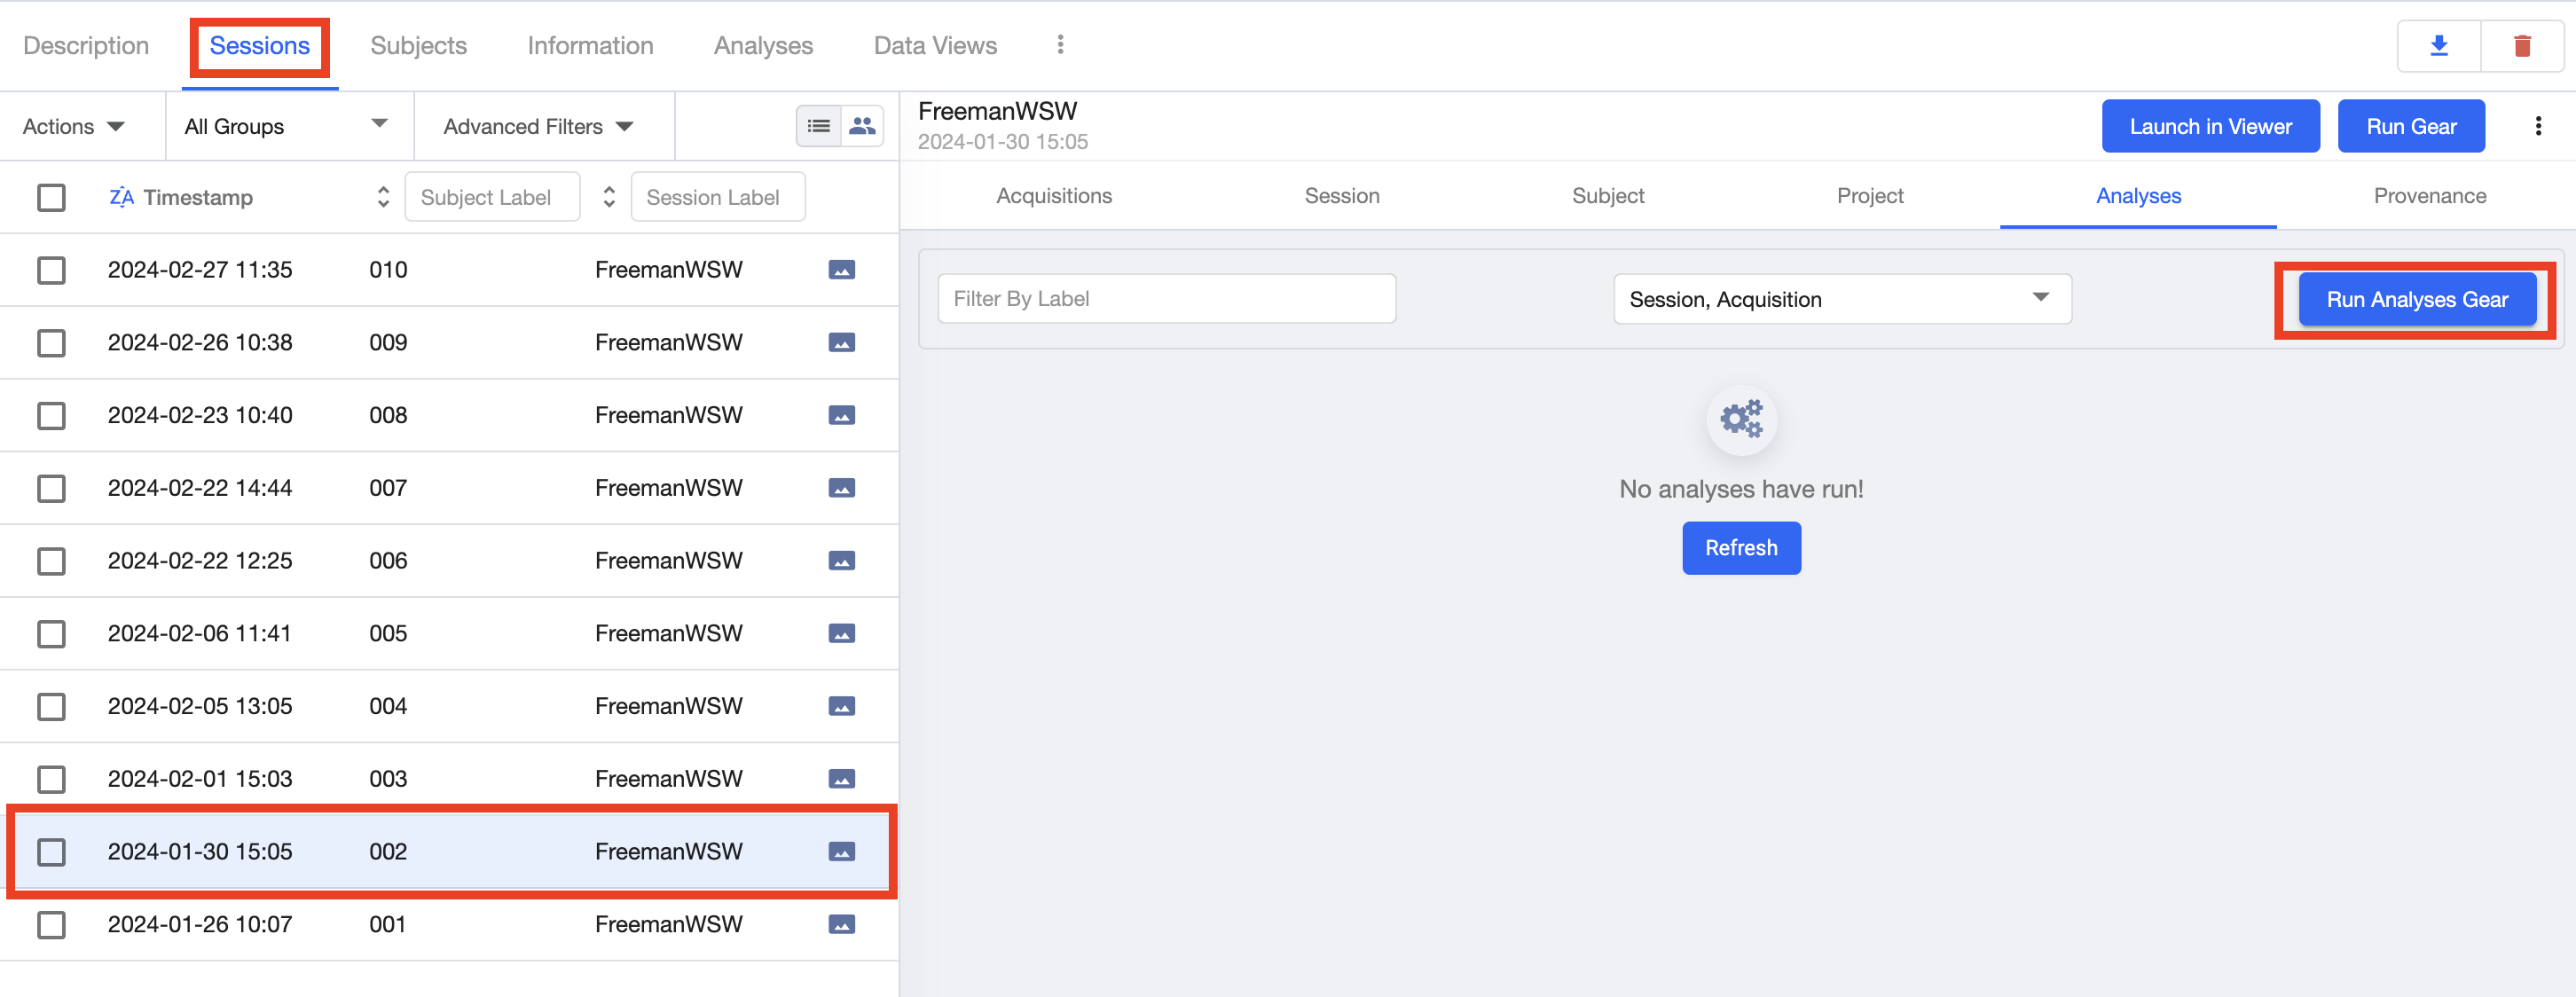 Description Sessions Subjects Information Analyses Data Views
Actions All Groups Advanced Filters
FreemanWSW
2024-01-30 15:05
Launch in Viewer Run Gear
Timestamp Subject Label Session Label
2024-02-27 11:35 010 FreemanWSW
2024-02-26 10:38 009 FreemanWSW
2024-02-23 10:40 008 FreemanWSW
2024-02-22 14:44 007 FreemanWSW
2024-02-22 12:25 006 FreemanWSW
2024-02-06 11:41 005 FreemanWSW
2024-02-05 13:05 004 FreemanWSW
2024-02-01 15:03 003 FreemanWSW
2024-01-30 15:05 002 FreemanWSW
2024-01-26 10:07 001 FreemanWSW
Acquisitions Session Subject Project Analyses Provenance
Filter By Label Session, Acquisition Run Analyses Gear
No analyses have run!
Refresh